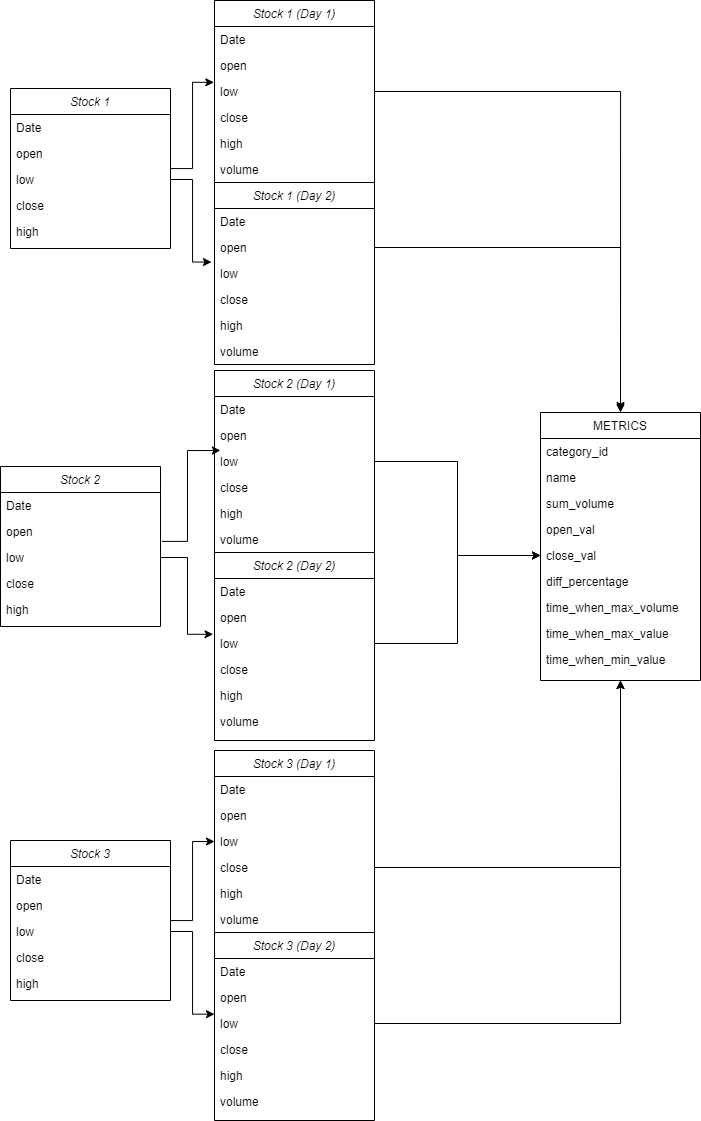 Stock 1 (Day 1)
Date
open
low
close
high
volume
Stock 1
Date
open
low
close
high
Stock 1 (Day 2)
Date
open
low
close
high
volume
Stock 2 (Day 1)
Date
open
low
close
high
volume
Stock 2
Date
open
low
close
high
Stock 2 (Day 2)
Date
open
low
close
high
volume
METRICS
category_id
name
sum_volume
open_val
close_val
diff_percentage
time_when_max_volume
time_when_max_value
time_when_min_value
Stock 3 (Day 1)
Date
open
low
close
high
volume
Stock 3
Date
open
low
close
high
Stock 3 (Day 2)
Date
open
low
close
high
volume